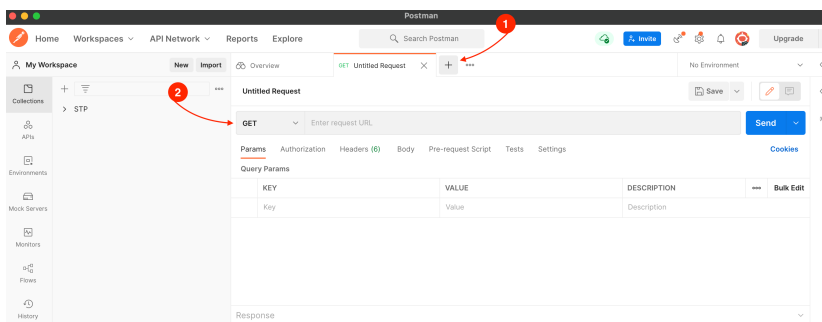 Postman
1
Home Workspaces API Network Reports Explore Search Postman Invite Upgrade
My Workspace New Import Overview GET Untitled Request No Environment
2
Collections
STP
Untitled Request Save
GET Enter request URL Send
APIs
Params Authorization Headers (6) Body Pre-request Script Tests Settings Cookies
Query Params
Environments
KEY VALUE DESCRIPTION Bulk Edit
Key Value Description
Mock Servers
Monitors
Flows
History
Response